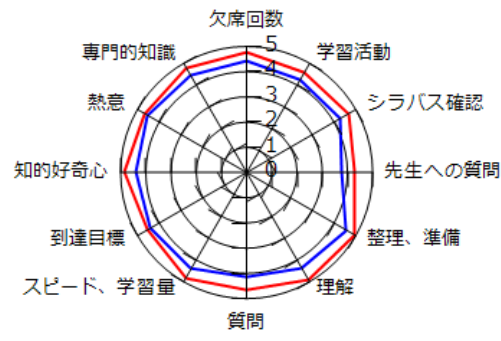 欠席回数
専門的知識
5
学習活動
4
熱意
3
シラバス確認
2
1
知的好奇心
0
先生への質問
到達目標
整理、準備
スピード、学習量
理解
質問